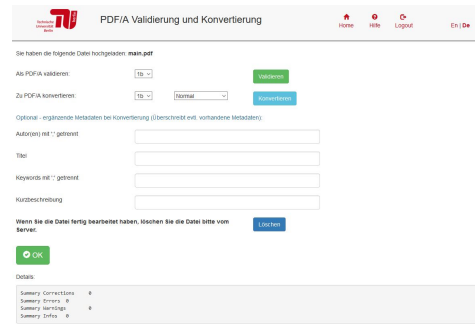 Technische
Universität
Berlin
PDF/A Validierung und Konvertierung
Home Hilfe Logout
En | De
Sie haben die folgende Datei hochgeladen: main.pdf
Als PDF/A validieren: 1b Validieren
Zu PDF/A konvertieren: 1b Normal Konvertieren
Optional - ergänzende Metadaten bei Konvertierung (Überschreibt evtl. vorhandene Metadaten):
Autor(en) mit ';' getrennt
Titel
Keywords mit ';' getrennt
Kurzbeschreibung
Wenn Sie die Datei fertig bearbeitet haben, löschen Sie die Datei bitte vom Server. Löschen
OK
Details:
Summary Corrections 0
Summary Errors 0
Summary Warnings 0
Summary Infos 0